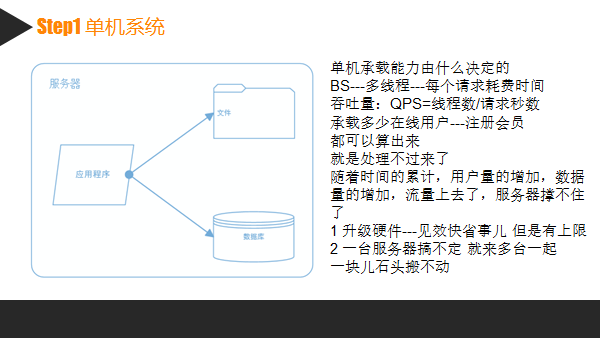 Step1 单机系统
服务器
文件
应用程序
数据库
单机承载能力由什么决定的
BS---多线程---每个请求耗费时间
吞吐量：QPS=线程数/请求秒数
承载多少在线用户---注册会员
都可以算出来
就是处理不过来了
随着时间的累计，用户量的增加，数据
量的增加，流量上去了，服务器撑不住
了
1 升级硬件---见效快省事儿 但是有上限
2 一台服务器搞不定 就来多台一起
一块儿石头搬不动